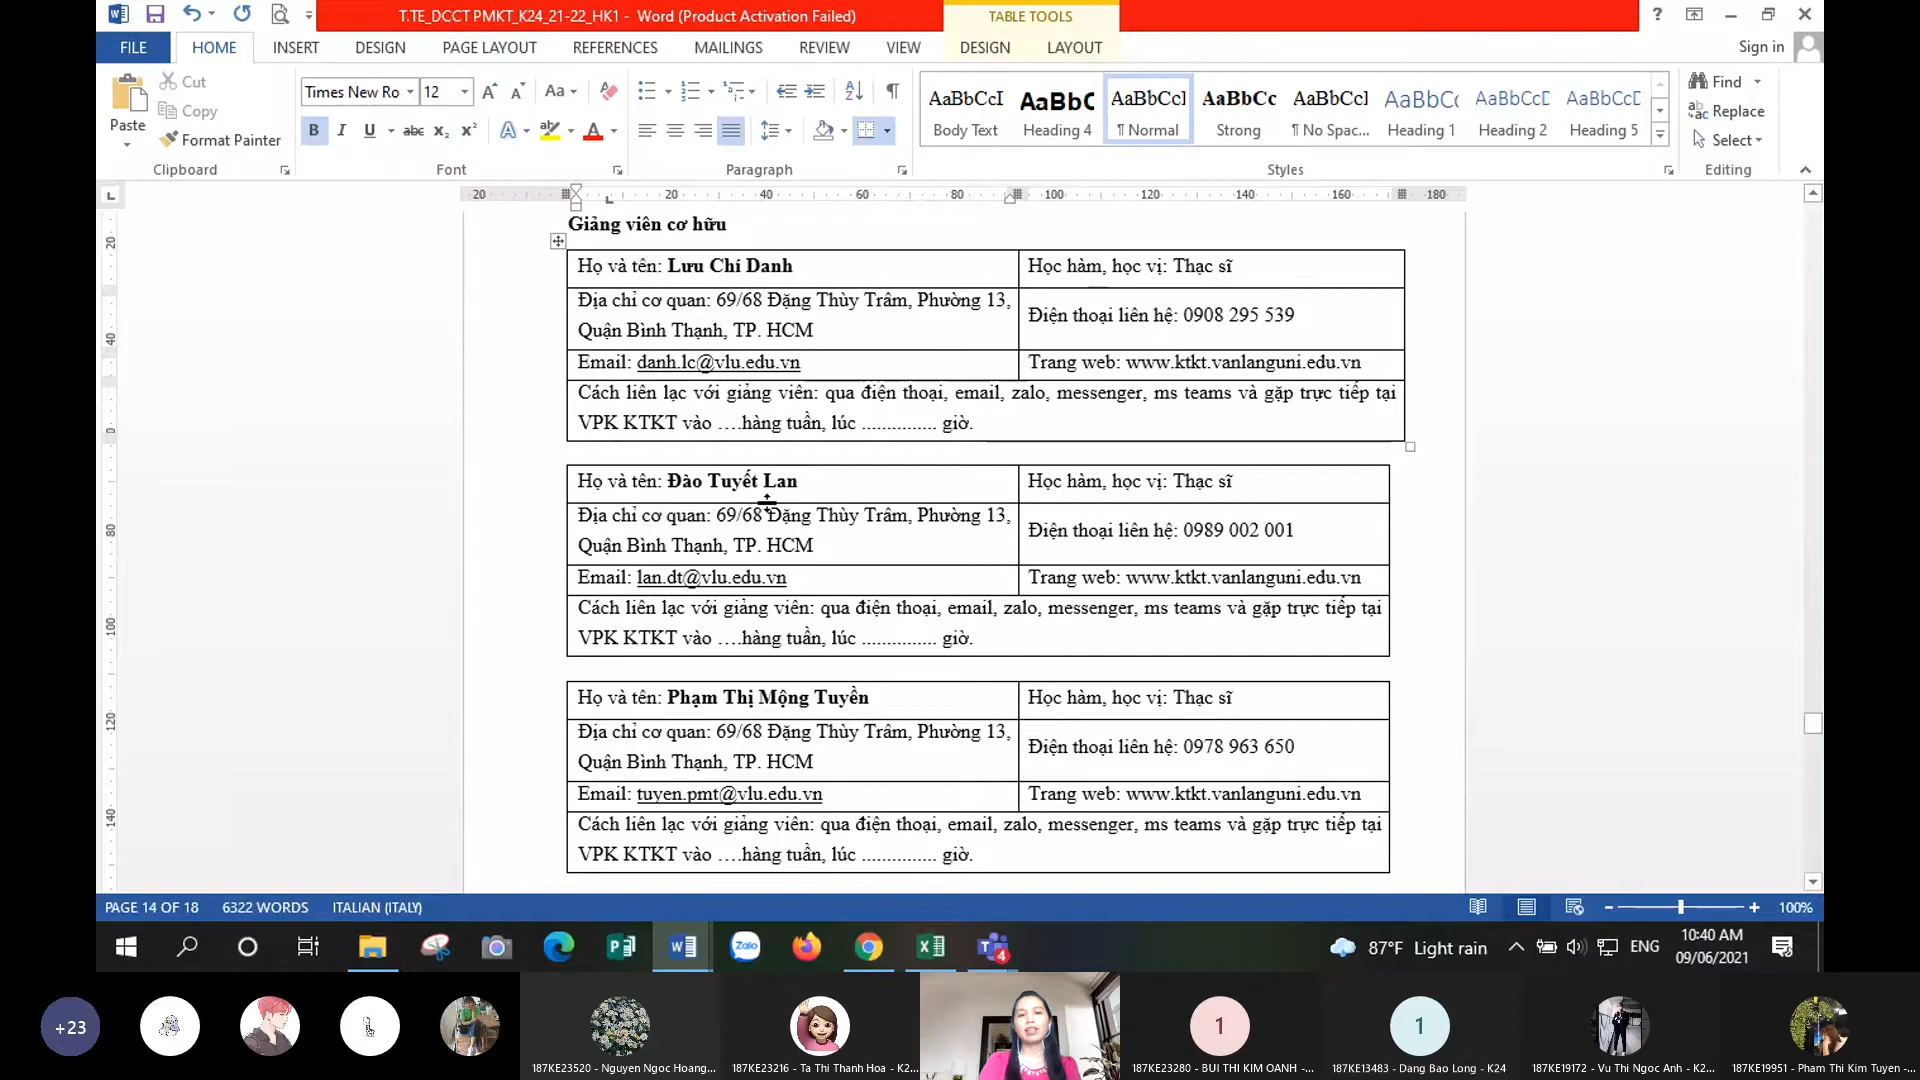 T.TE_DCCT PMKT_K24_21-22_HK1 - Word (Product Activation Failed)
TABLE TOOLS
?
FILE
HOME
INSERT
DESIGN
PAGE LAYOUT
REFERENCES
MAILINGS
REVIEW
VIEW
DESIGN
LAYOUT
Sign in
Paste
Cut
Copy
Format Painter
Clipboard
Times New Ro
12
Font
Paragraph
AaBbCcI
Body Text
AaBbC
Heading 4
AaBbCcI
¶ Normal
AaBbCc
Strong
AaBbCcI
¶ No Spac...
AaBbC
Heading 1
AaBbCcD
Heading 2
AaBbCcD
Heading 5
Styles
Find
Replace
Select
Editing
20 20 40 60 80 100 120 140 160 180
Giảng viên cơ hữu
Họ và tên: Lưu Chí Danh
Học hàm, học vị: Thạc sĩ
Địa chỉ cơ quan: 69/68 Đặng Thùy Trâm, Phường 13,
Quận Bình Thạnh, TP. HCM
Điện thoại liên hệ: 0908 295 539
Email: danh.lc@vlu.edu.vn
Trang web: www.ktkt.vanlanguni.edu.vn
Cách liên lạc với giảng viên: qua điện thoại, email, zalo, messenger, ms teams và gặp trực tiếp tại
VPK KTKT vào ….hàng tuần, lúc ............... giờ.
Họ và tên: Đào Tuyết Lan
Học hàm, học vị: Thạc sĩ
Địa chỉ cơ quan: 69/68 Đặng Thùy Trâm, Phường 13,
Quận Bình Thạnh, TP. HCM
Điện thoại liên hệ: 0989 002 001
Email: lan.dt@vlu.edu.vn
Trang web: www.ktkt.vanlanguni.edu.vn
Cách liên lạc với giảng viên: qua điện thoại, email, zalo, messenger, ms teams và gặp trực tiếp tại
VPK KTKT vào ….hàng tuần, lúc ............... giờ.
Họ và tên: Phạm Thị Mộng Tuyền
Học hàm, học vị: Thạc sĩ
Địa chỉ cơ quan: 69/68 Đặng Thùy Trâm, Phường 13,
Quận Bình Thạnh, TP. HCM
Điện thoại liên hệ: 0978 963 650
Email: tuyen.pmt@vlu.edu.vn
Trang web: www.ktkt.vanlanguni.edu.vn
Cách liên lạc với giảng viên: qua điện thoại, email, zalo, messenger, ms teams và gặp trực tiếp tại
VPK KTKT vào ….hàng tuần, lúc ............... giờ.
PAGE 14 OF 18
6322 WORDS
ITALIAN (ITALY)
100%
Zalo
4
87°F Light rain
ENG
10:40 AM
09/06/2021
+23
187KE23520 - Nguyen Ngoc Hoang...
187KE23216 - Ta Thi Thanh Hoa - K2...
1
187KE23280 - BUI THI KIM OANH -...
1
187KE13483 - Dang Bao Long - K24
187KE19172 - Vu Thi Ngoc Anh - K2...
187KE19951 - Pham Thi Kim Tuyen -...